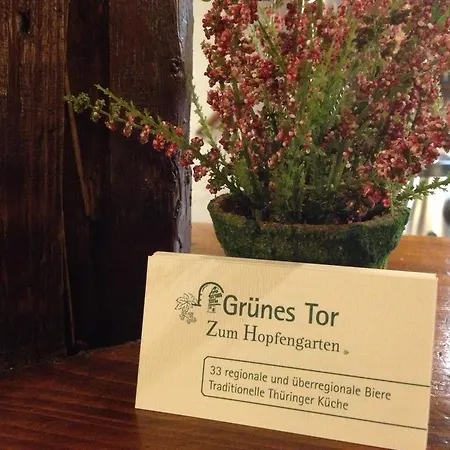 Grünes Tor
Zum Hopfengarten
33 regionale und überregionale Biere
Traditionelle Thüringer Küche